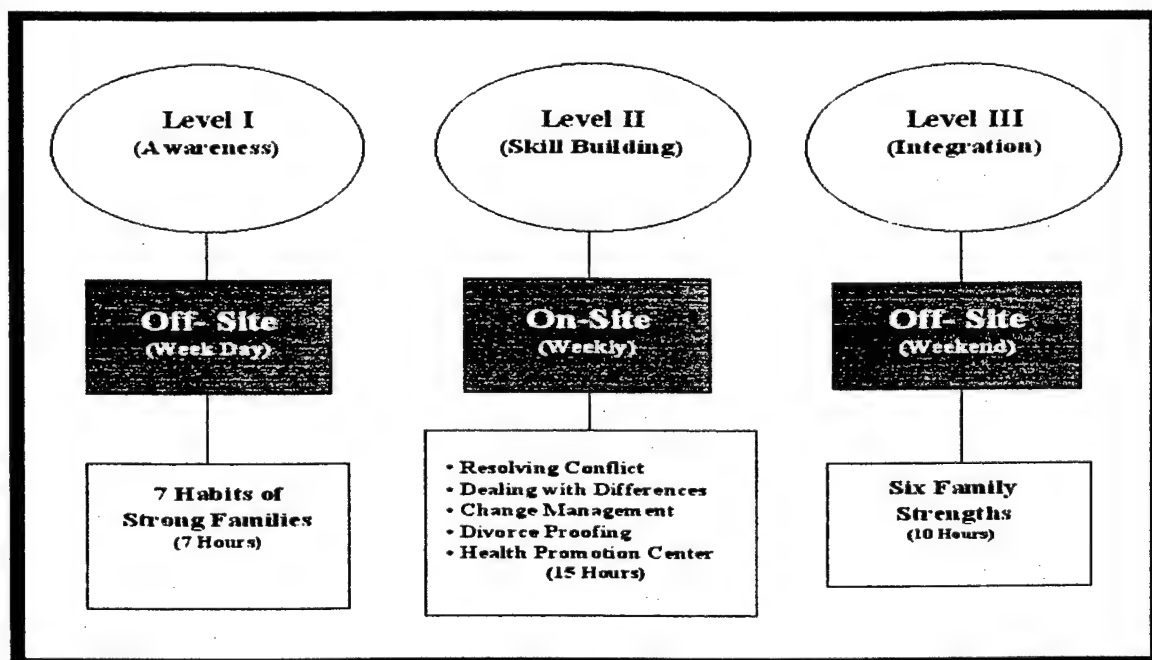 Level I
(Awareness)
Off- Site
(Week Day)
7 Habits of
Strong Families
(7 Hours)
Level II
(Skill Building)
On-Site
(Weekly)
• Resolving Conflict
• Dealing with Differences
• Change Management
• Divorce Proofing
• Health Promotion Center
(15 Hours)
Level III
(Integration)
Off- Site
(Weekend)
Six Family
Strengths
(10 Hours)